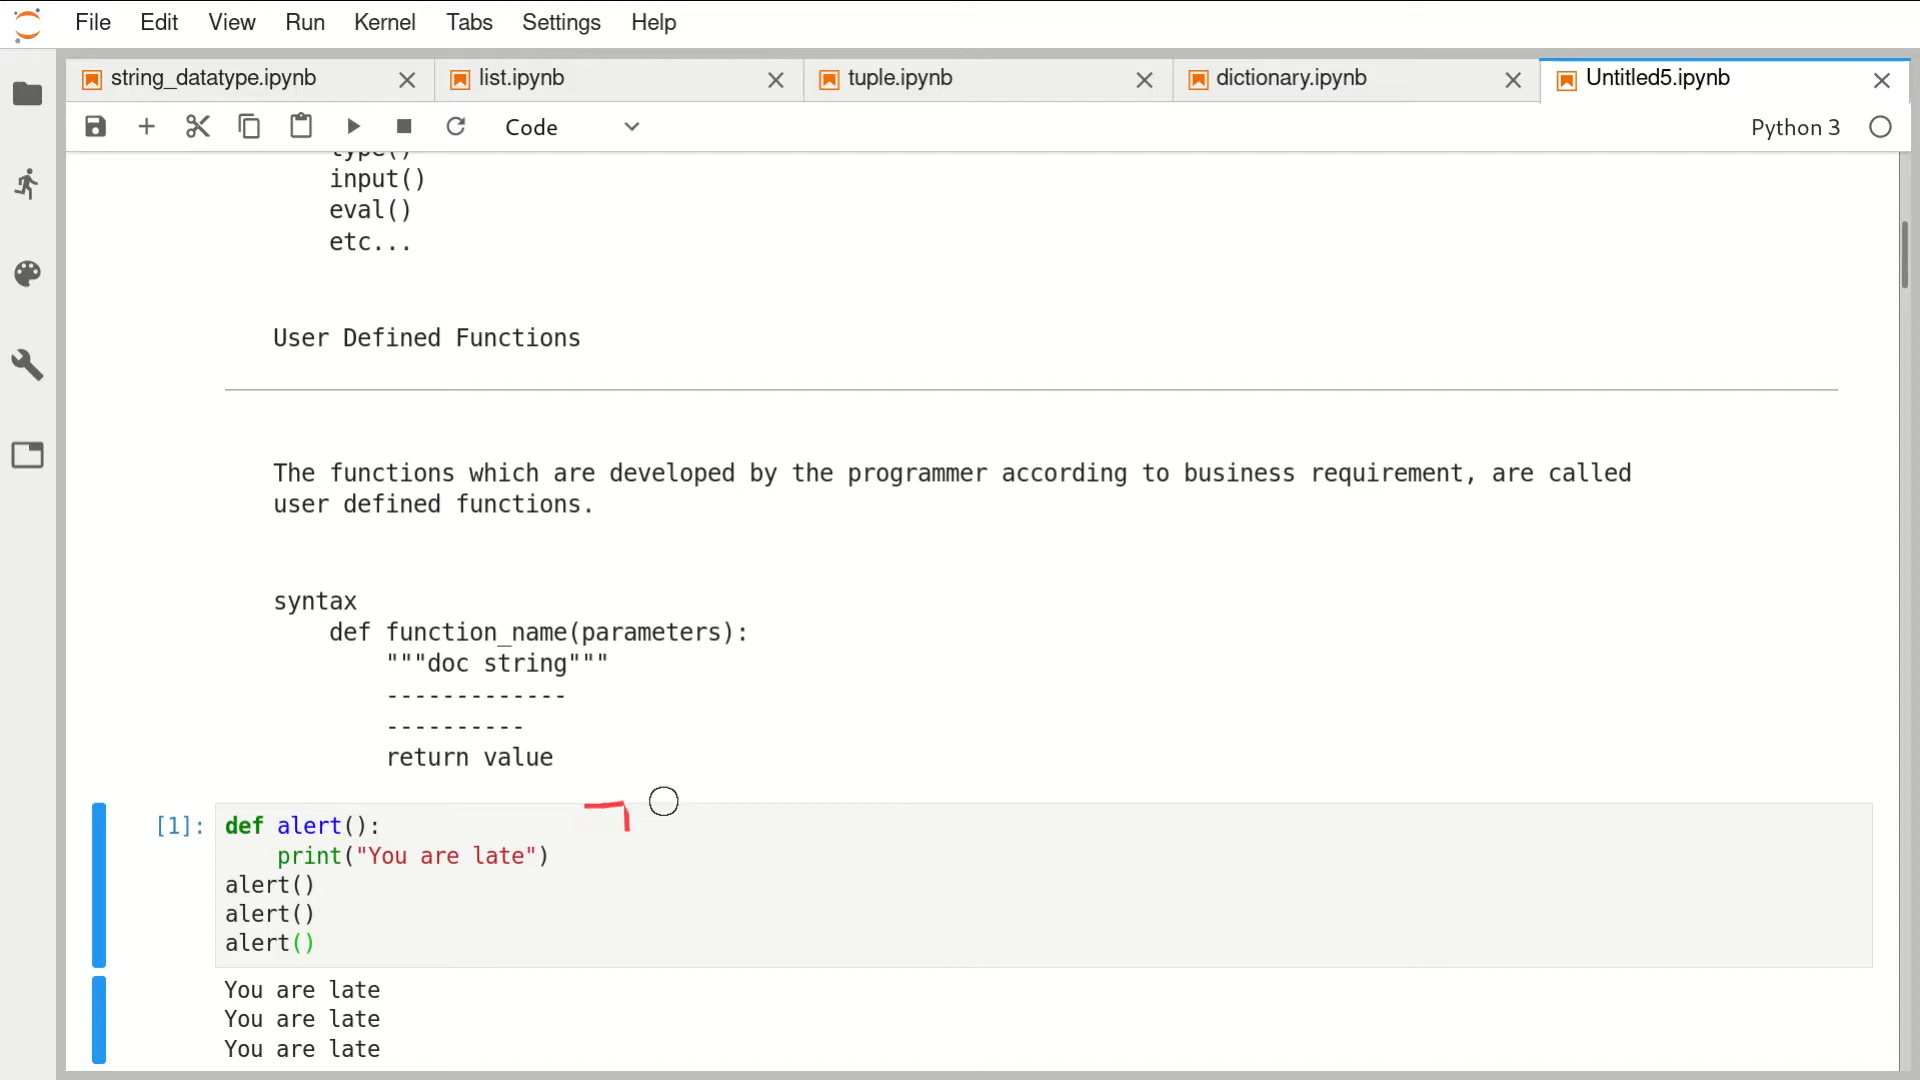 File Edit View Run Kernel Tabs Settings Help
string_datatype.ipynb list.ipynb tuple.ipynb dictionary.ipynb Untitled5.ipynb
Code Python 3
type()
input()
eval()
etc...
User Defined Functions
The functions which are developed by the programmer according to business requirement, are called
user defined functions.
syntax
def function_name(parameters):
"""doc string"""
-------------
----------
return value
[1]: def alert():
print("You are late")
alert()
alert()
alert()
You are late
You are late
You are late